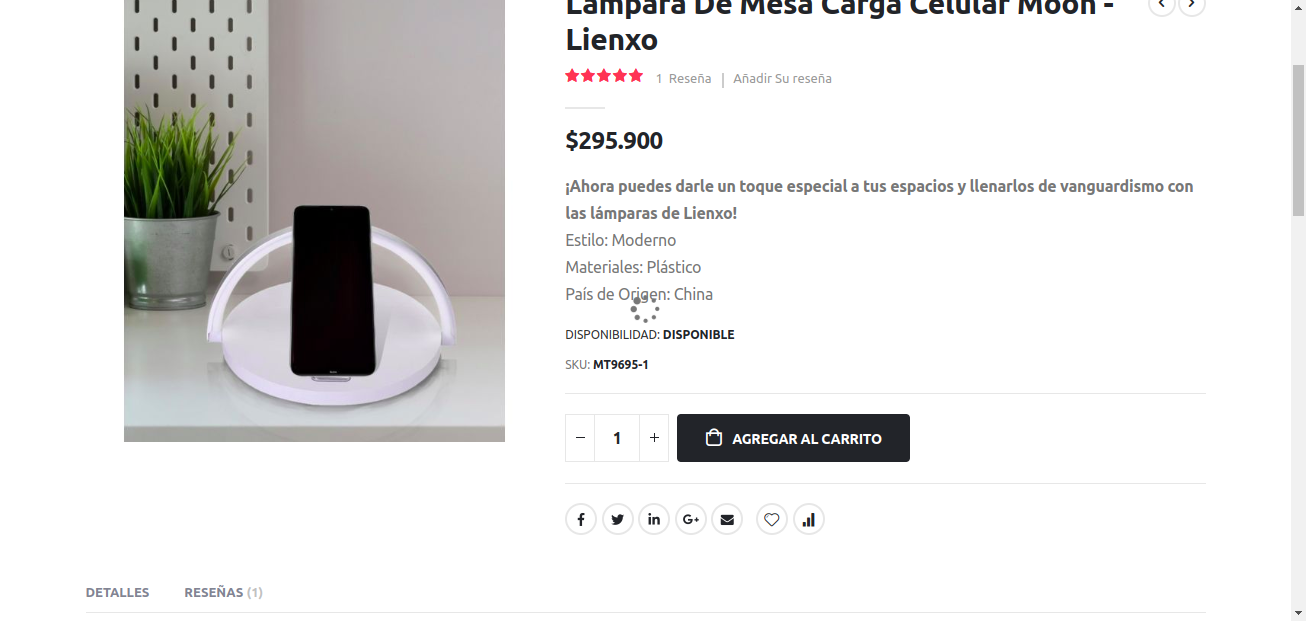 Lámpara De Mesa Carga Celular Moon -
Lienxo
1 Reseña | Añadir Su reseña
$295.900
¡Ahora puedes darle un toque especial a tus espacios y llenarlos de vanguardismo con
las lámparas de Lienxo!
Estilo: Moderno
Materiales: Plástico
País de Origen: China
DISPONIBILIDAD: DISPONIBLE
SKU: MT9695-1
− 1 + AGREGAR AL CARRITO
DETALLES RESEÑAS (1)